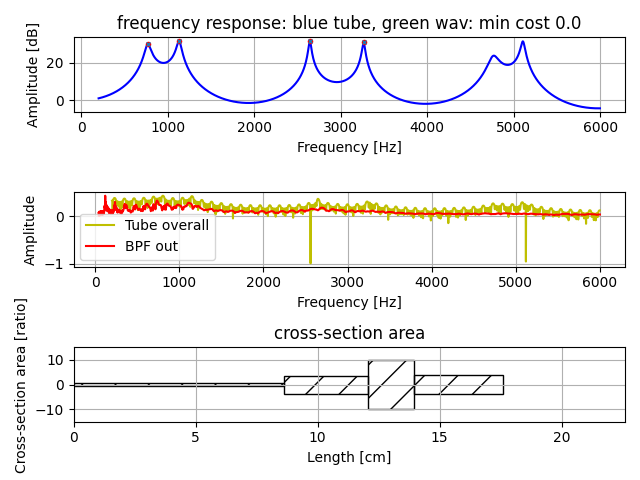 frequency response: blue tube, green wav: min cost 0.0
Amplitude [dB]
20
0
0 1000 2000 3000 4000 5000 6000
Frequency [Hz]
Amplitude
0
−1
Tube overall
BPF out
0 1000 2000 3000 4000 5000 6000
Frequency [Hz]
cross-section area
Cross-section area [ratio]
10
0
−10
0 5 10 15 20
Length [cm]